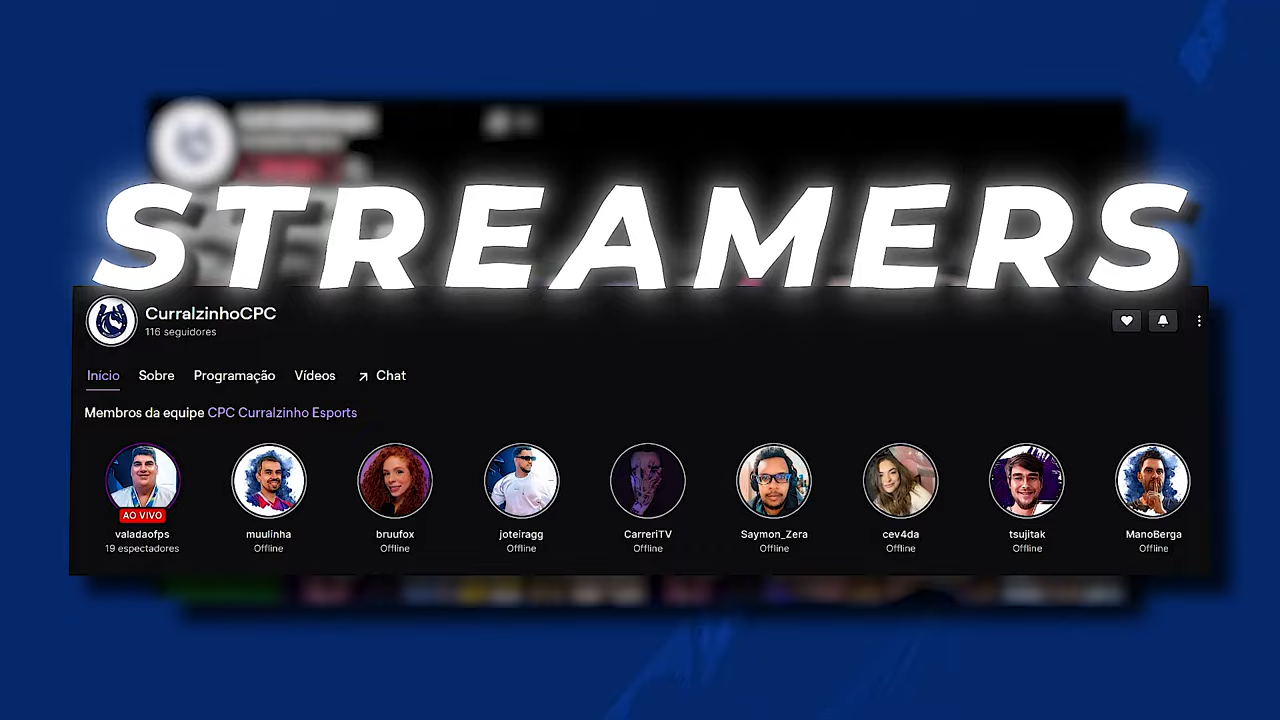 STREAMERS
CurralzinhoCPC
116 seguidores
Início Sobre Programação Vídeos Chat
Membros da equipe CPC Curralzinho Esports
AO VIVO
valadaofps muulinha bruufox joteiragg CarreriTV Saymon_Zera cev4da tsujitak ManoBerga
19 espectadores Offline Offline Offline Offline Offline Offline Offline Offline